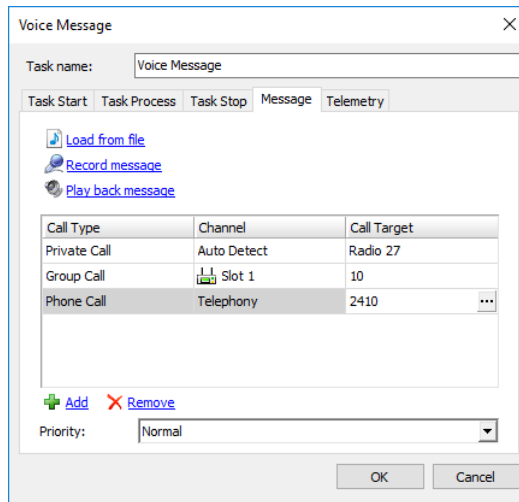 Voice Message
Task name: Voice Message
Task Start Task Process Task Stop Message Telemetry
Load from file
Record message
Play back message
Call Type Channel Call Target
Private Call Auto Detect Radio 27
Group Call Slot 1 10
Phone Call Telephony 2410 ...
Add Remove
Priority: Normal
OK Cancel